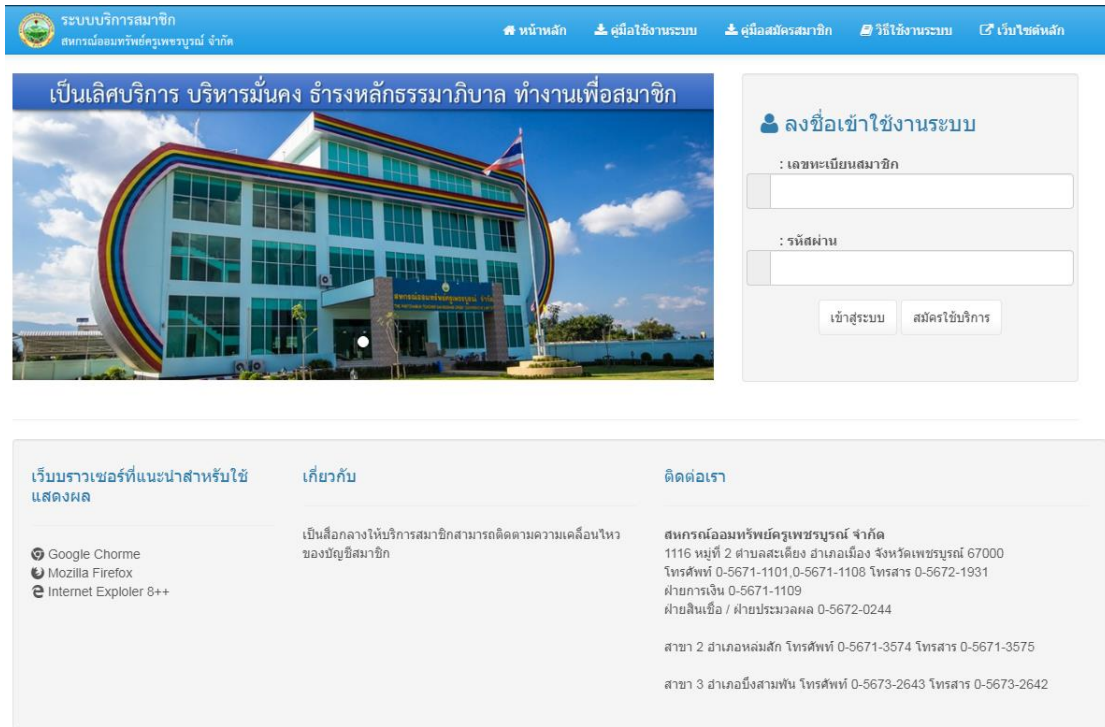 ระบบบริการสมาชิก
สหกรณ์ออมทรัพย์ครูเพชรบูรณ์ จำกัด
หน้าหลัก
คู่มือใช้งานระบบ
คู่มือสมัครสมาชิก
วิธีใช้งานระบบ
เว็บไซต์หลัก
เป็นเลิศบริการ บริหารมั่นคง ธำรงหลักธรรมาภิบาล ทำงานเพื่อสมาชิก
สหกรณ์ออมทรัพย์ครูเพชรบูรณ์ จำกัด
ลงชื่อเข้าใช้งานระบบ
: เลขทะเบียนสมาชิก
: รหัสผ่าน
เข้าสู่ระบบ
สมัครใช้บริการ
เว็บบราวเซอร์ที่แนะนำสำหรับใช้
แสดงผล
Google Chorme
Mozilla Firefox
Internet Exploler 8++
เกี่ยวกับ
เป็นสื่อกลางให้บริการสมาชิกสามารถติดตามความเคลื่อนไหว
ของบัญชีสมาชิก
ติดต่อเรา
สหกรณ์ออมทรัพย์ครูเพชรบูรณ์ จำกัด
1116 หมู่ที่ 2 ตำบลสะเดียง อำเภอเมือง จังหวัดเพชรบูรณ์ 67000
โทรศัพท์ 0-5671-1101,0-5671-1108 โทรสาร 0-5672-1931
ฝ่ายการเงิน 0-5671-1109
ฝ่ายสินเชื่อ / ฝ่ายประมวลผล 0-5672-0244
สาขา 2 อำเภอหล่มสัก โทรศัพท์ 0-5671-3574 โทรสาร 0-5671-3575
สาขา 3 อำเภอบึงสามพัน โทรศัพท์ 0-5673-2643 โทรสาร 0-5673-2642